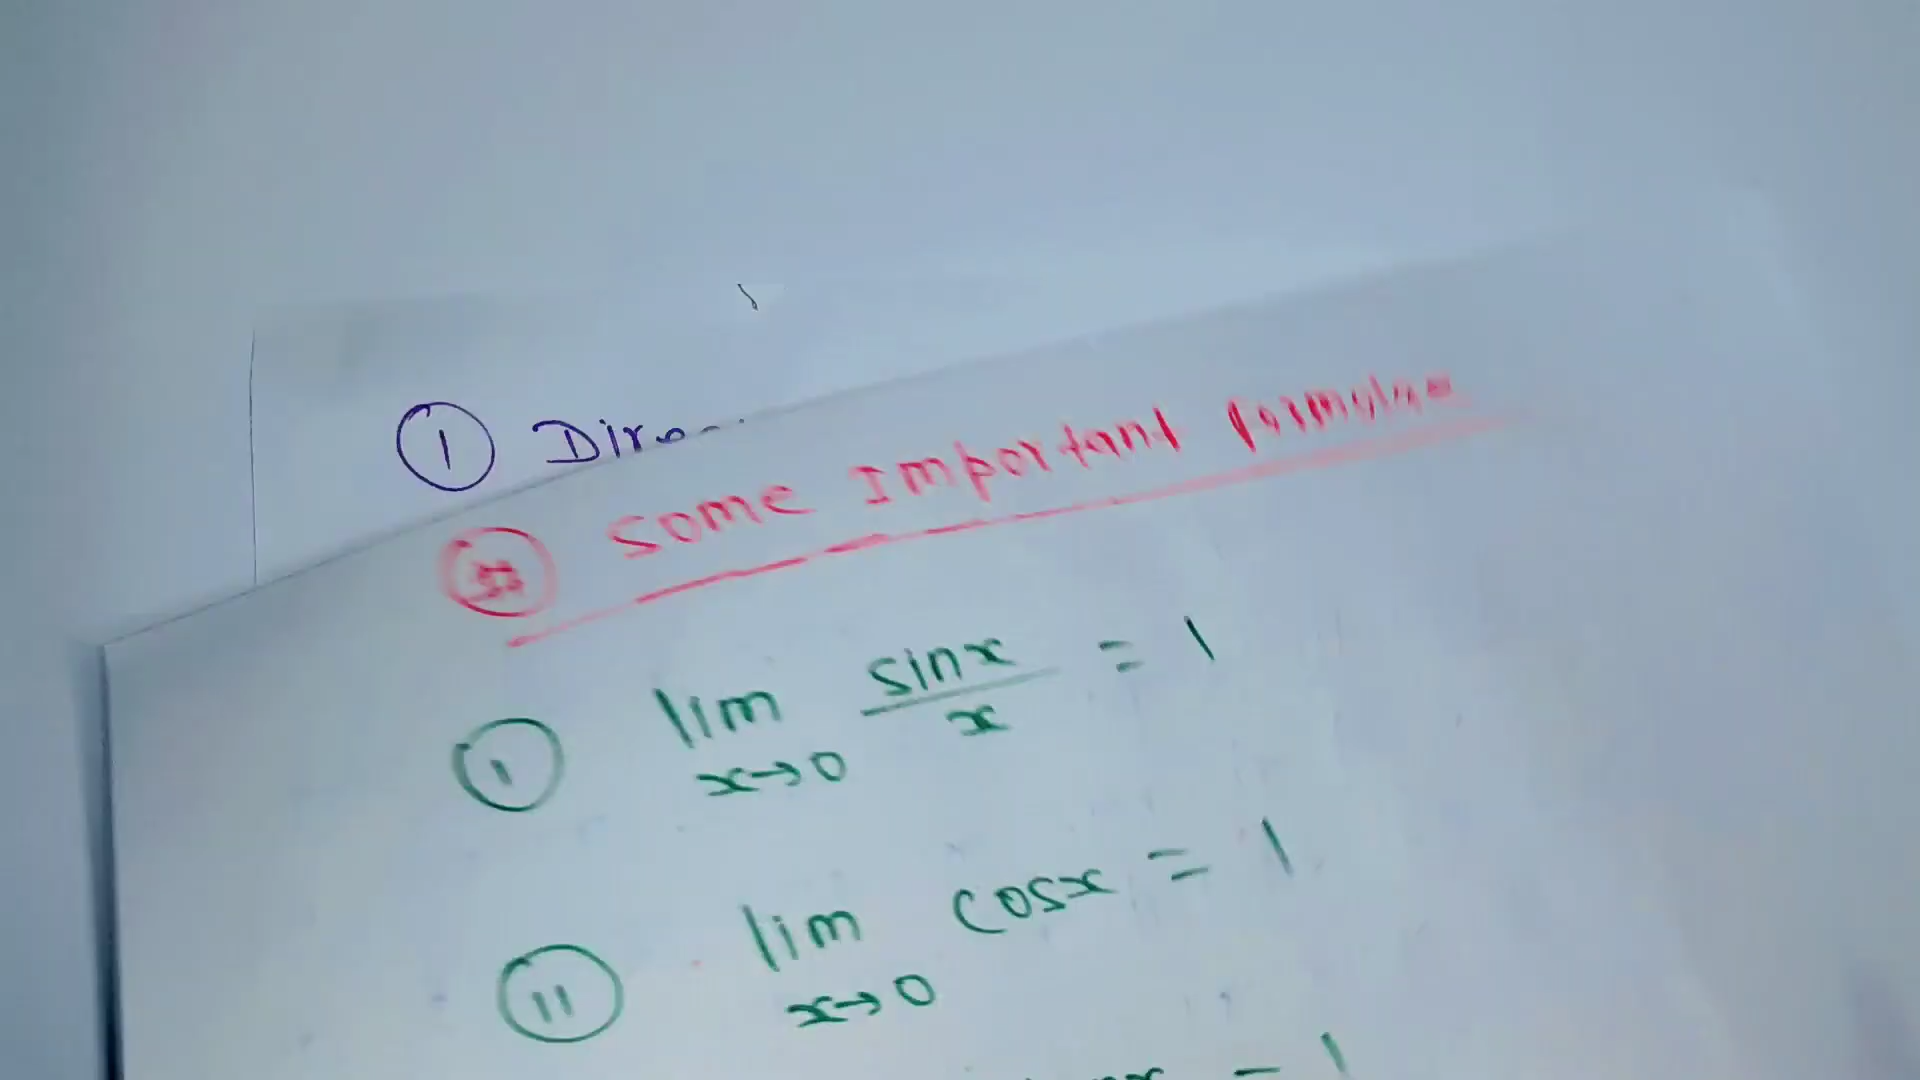 ① Dire
Some Important formulae
ⓘ lim sinx/x = 1
x→0
ⓘⓘ lim cosx = 1
x→0
= 1